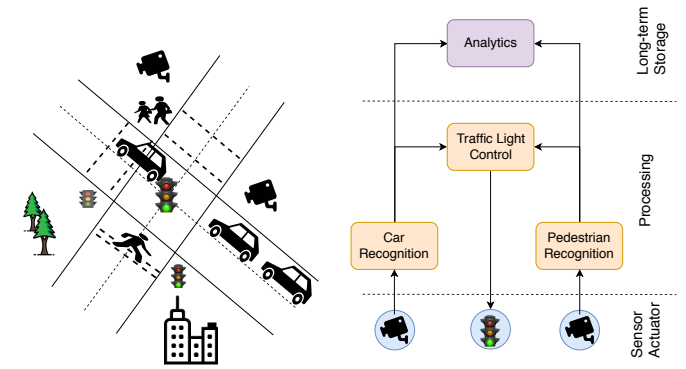 Analytics
Long-term
Storage
Traffic Light
Control
Processing
Car
Recognition
Pedestrian
Recognition
Sensor
Actuator